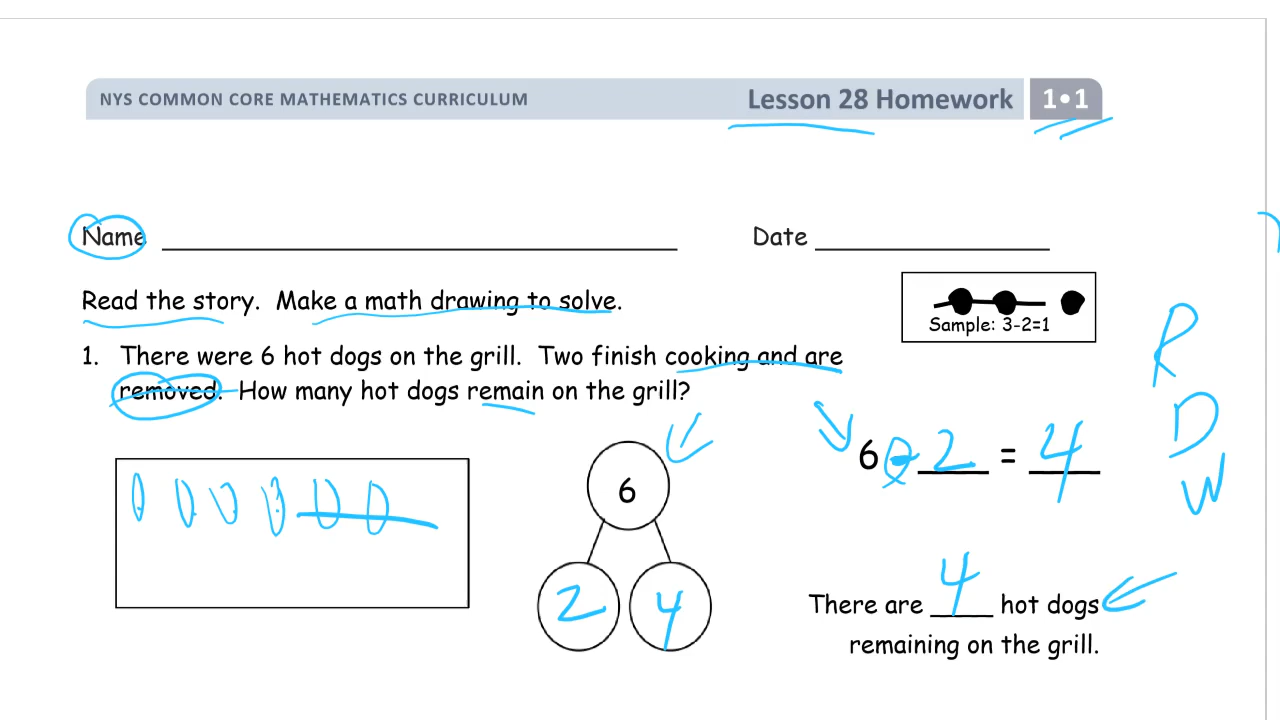 NYS COMMON CORE MATHEMATICS CURRICULUM
Lesson 28 Homework 1•1
Name Date
Read the story. Make a math drawing to solve.
Sample: 3-2=1
1. There were 6 hot dogs on the grill. Two finish cooking and are
removed. How many hot dogs remain on the grill?
R
D
W
6 - 2 = 4
6
2 4
There are 4 hot dogs
remaining on the grill.